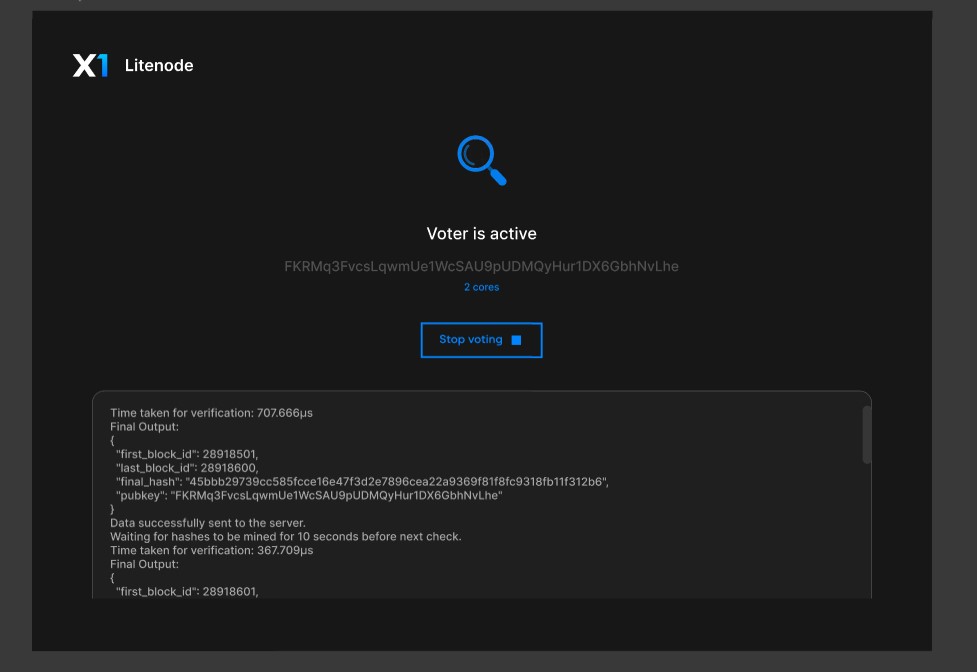 X1 Litenode
Voter is active
FKRMq3FvcsLqwmUe1WcSAU9pUDMQyHur1DX6GbhNvLhe
2 cores
Stop voting
Time taken for verification: 707.666µs
Final Output:
{
"first_block_id": 28918501,
"last_block_id": 28918600,
"final_hash": "45bbb29739cc585fcce16e47f3d2e7896cea22a9369f81f8fc9318fb11f312b6",
"pubkey": "FKRMq3FvcsLqwmUe1WcSAU9pUDMQyHur1DX6GbhNvLhe"
}
Data successfully sent to the server.
Waiting for hashes to be mined for 10 seconds before next check.
Time taken for verification: 367.709µs
Final Output:
{
"first_block_id": 28918601,